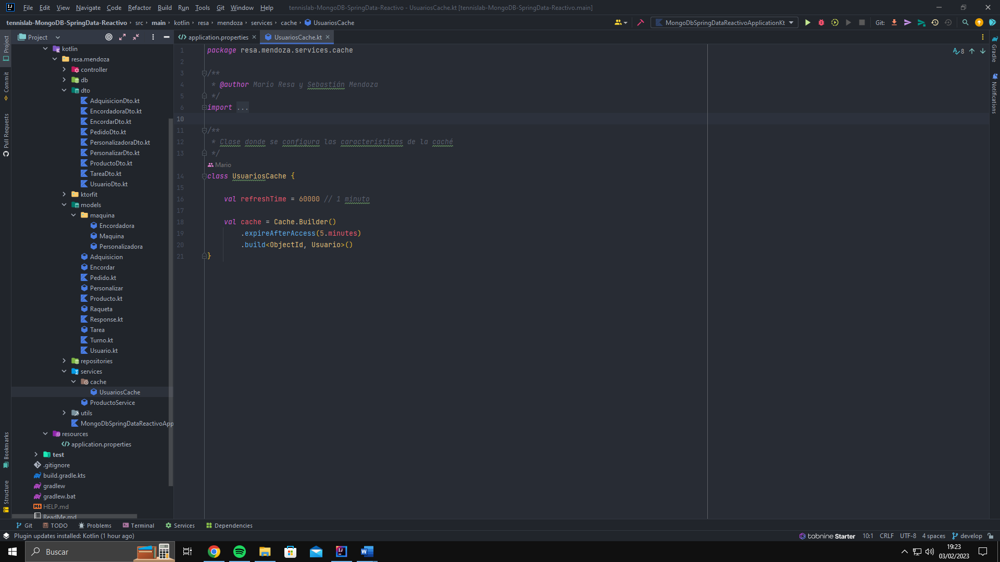 File Edit View Navigate Code Refactor Build Run Tools Git Window Help tennislab-MongoDB-SpringData-Reactivo - UsuariosCache.kt [tennislab-MongoDB-SpringData-Reactivo.main]
tennislab-MongoDB-SpringData-Reactivo src main kotlin resa mendoza services cache UsuariosCache MongoDbSpringDataReactivoApplicationKt Git:
Project application.properties UsuariosCache.kt
Project
Commit
Pull Requests
Bookmarks
Structure
kotlin
resa.mendoza
controller
db
dto
AdquisicionDto.kt
EncordadoraDto.kt
EncordarDto.kt
PedidoDto.kt
PersonalizadoraDto.kt
PersonalizarDto.kt
ProductoDto.kt
TareaDto.kt
UsuarioDto.kt
ktorfit
models
maquina
Encordadora
Maquina
Personalizadora
Adquisicion
Encordar
Pedido.kt
Personalizar
Producto.kt
Raqueta
Response.kt
Tarea
Turno.kt
Usuario.kt
repositories
services
cache
UsuariosCache
ProductoService
utils
MongoDbSpringDataReactivoApp
resources
application.properties
test
.gitignore
build.gradle.kts
gradlew
gradlew.bat
HELP.md
ReadMe.md
1 package resa.mendoza.services.cache
2
3 /**
4 * @author Mario Resa y Sebastián Mendoza
5 */
6 import ...
10
11 /**
12 * Clase donde se configura las caracteristicas de la caché
13 */
Mario
14 class UsuariosCache {
15
16 val refreshTime = 60000 // 1 minuto
17
18 val cache = Cache.Builder()
19 .expireAfterAccess(5.minutes)
20 .build<ObjectId, Usuario>()
21 }
8
Gradle
Notifications
Git TODO Problems Terminal Services Dependencies
Plugin updates installed: Kotlin (1 hour ago) tabnine Starter 10:1 CRLF UTF-8 4 spaces develop
Buscar
19:23
03/02/2023